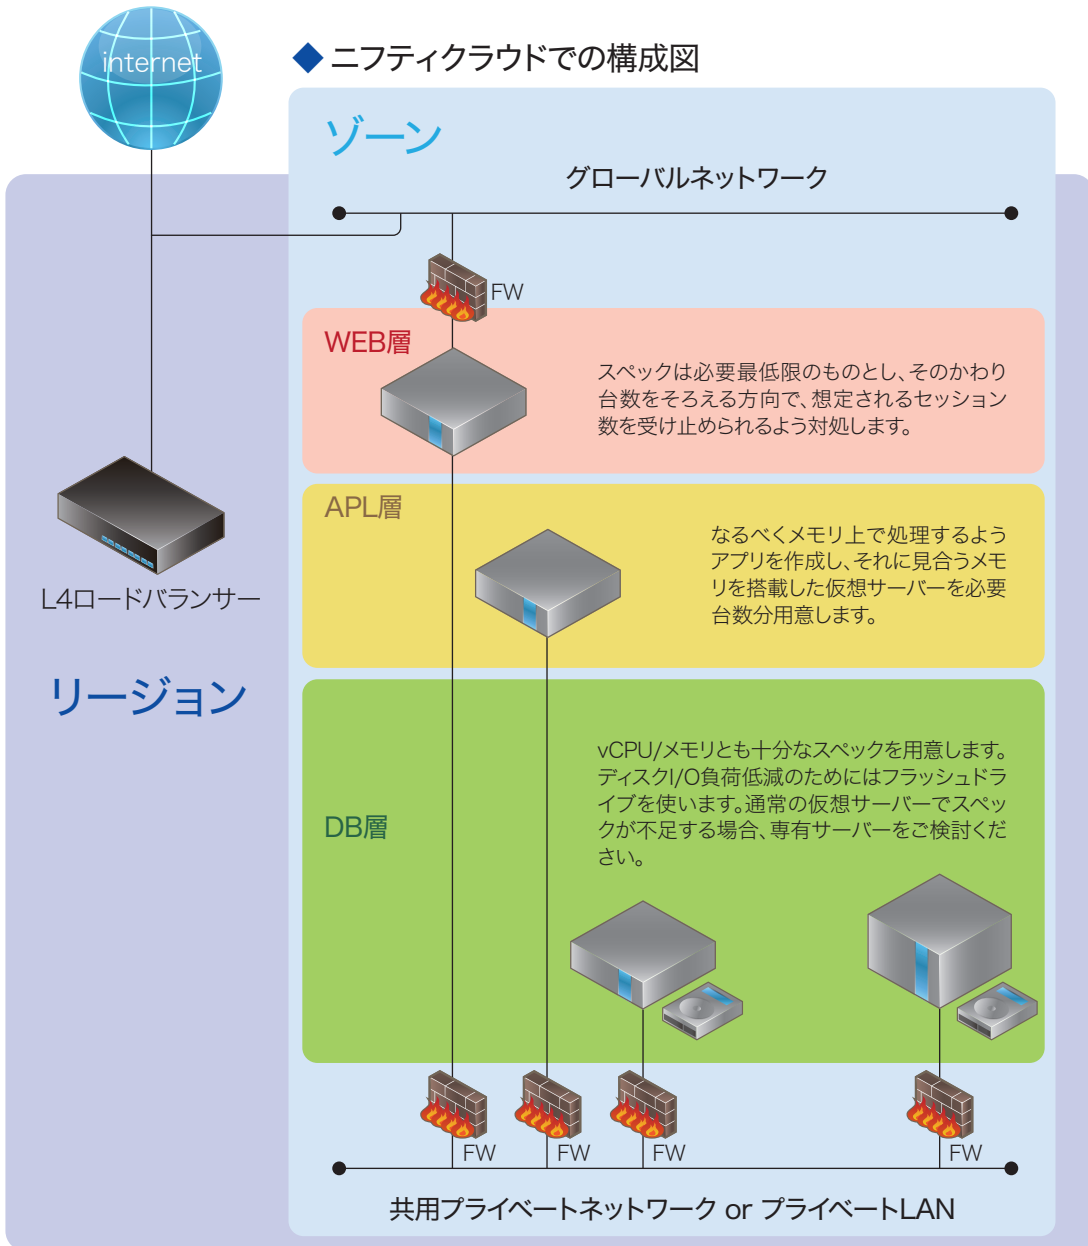 internet
◆ ニフティクラウドでの構成図
ゾーン
グローバルネットワーク
FW
WEB層
スペックは必要最低限のものとし、そのかわり
台数をそろえる方向で、想定されるセッション
数を受け止められるよう対処します。
APL層
なるべくメモリ上で処理するよう
アプリを作成し、それに見合うメモ
リを搭載した仮想サーバーを必要
台数分用意します。
L4ロードバランサー
リージョン
DB層
vCPU/メモリとも十分なスペックを用意します。
ディスクI/O負荷低減のためにはフラッシュドラ
イブを使います。通常の仮想サーバーでスペッ
クが不足する場合、専有サーバーをご検討くだ
さい。
FW
FW
FW
FW
共用プライベートネットワーク or プライベートLAN